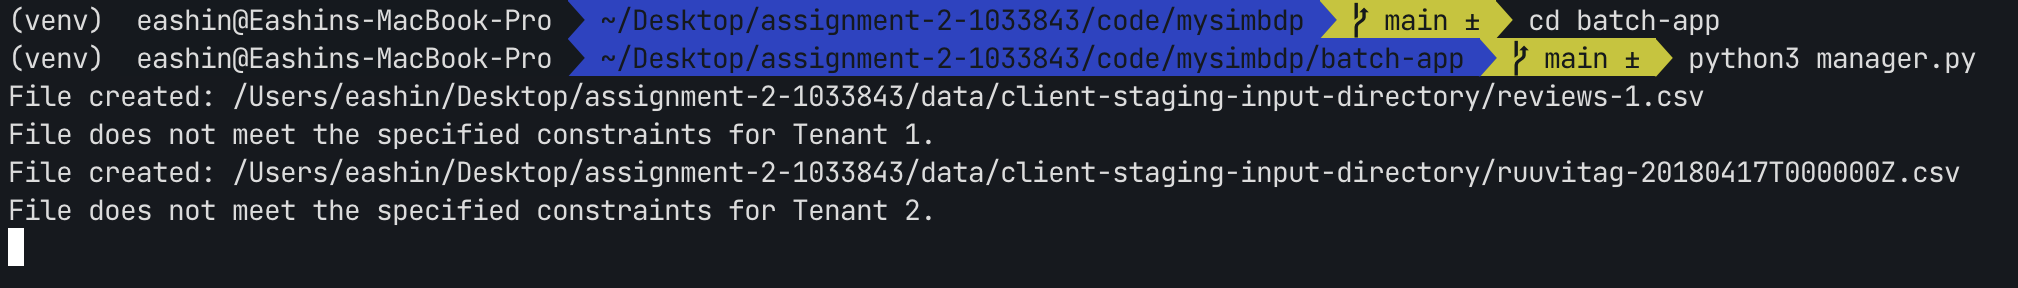 (venv) eashin@Eashins-MacBook-Pro ~/Desktop/assignment-2-1033843/code/mysimbdp main ± cd batch-app
(venv) eashin@Eashins-MacBook-Pro ~/Desktop/assignment-2-1033843/code/mysimbdp/batch-app main ± python3 manager.py
File created: /Users/eashin/Desktop/assignment-2-1033843/data/client-staging-input-directory/reviews-1.csv
File does not meet the specified constraints for Tenant 1.
File created: /Users/eashin/Desktop/assignment-2-1033843/data/client-staging-input-directory/ruuvitag-20180417T000000Z.csv
File does not meet the specified constraints for Tenant 2.